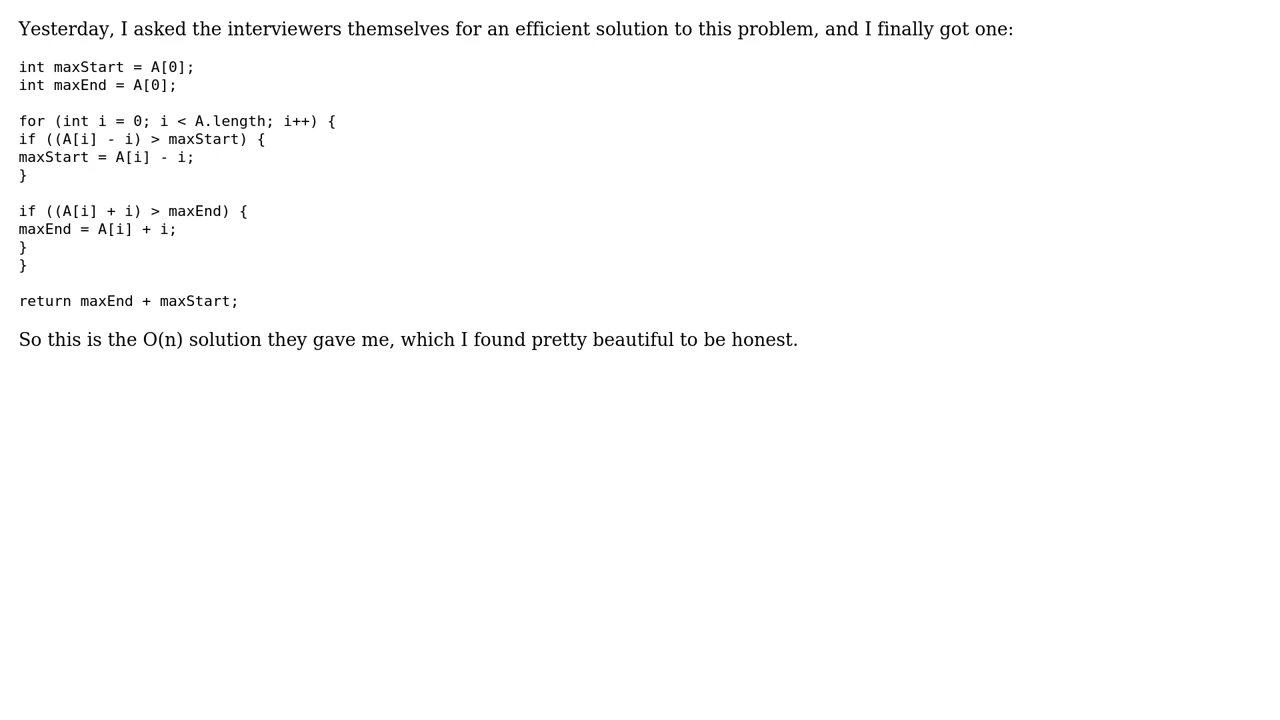 Yesterday, I asked the interviewers themselves for an efficient solution to this problem, and I finally got one:
int maxStart = A[0];
int maxEnd = A[0];
for (int i = 0; i < A.length; i++) {
if ((A[i] - i) > maxStart) {
maxStart = A[i] - i;
}
if ((A[i] + i) > maxEnd) {
maxEnd = A[i] + i;
}
}
return maxEnd + maxStart;
So this is the O(n) solution they gave me, which I found pretty beautiful to be honest.